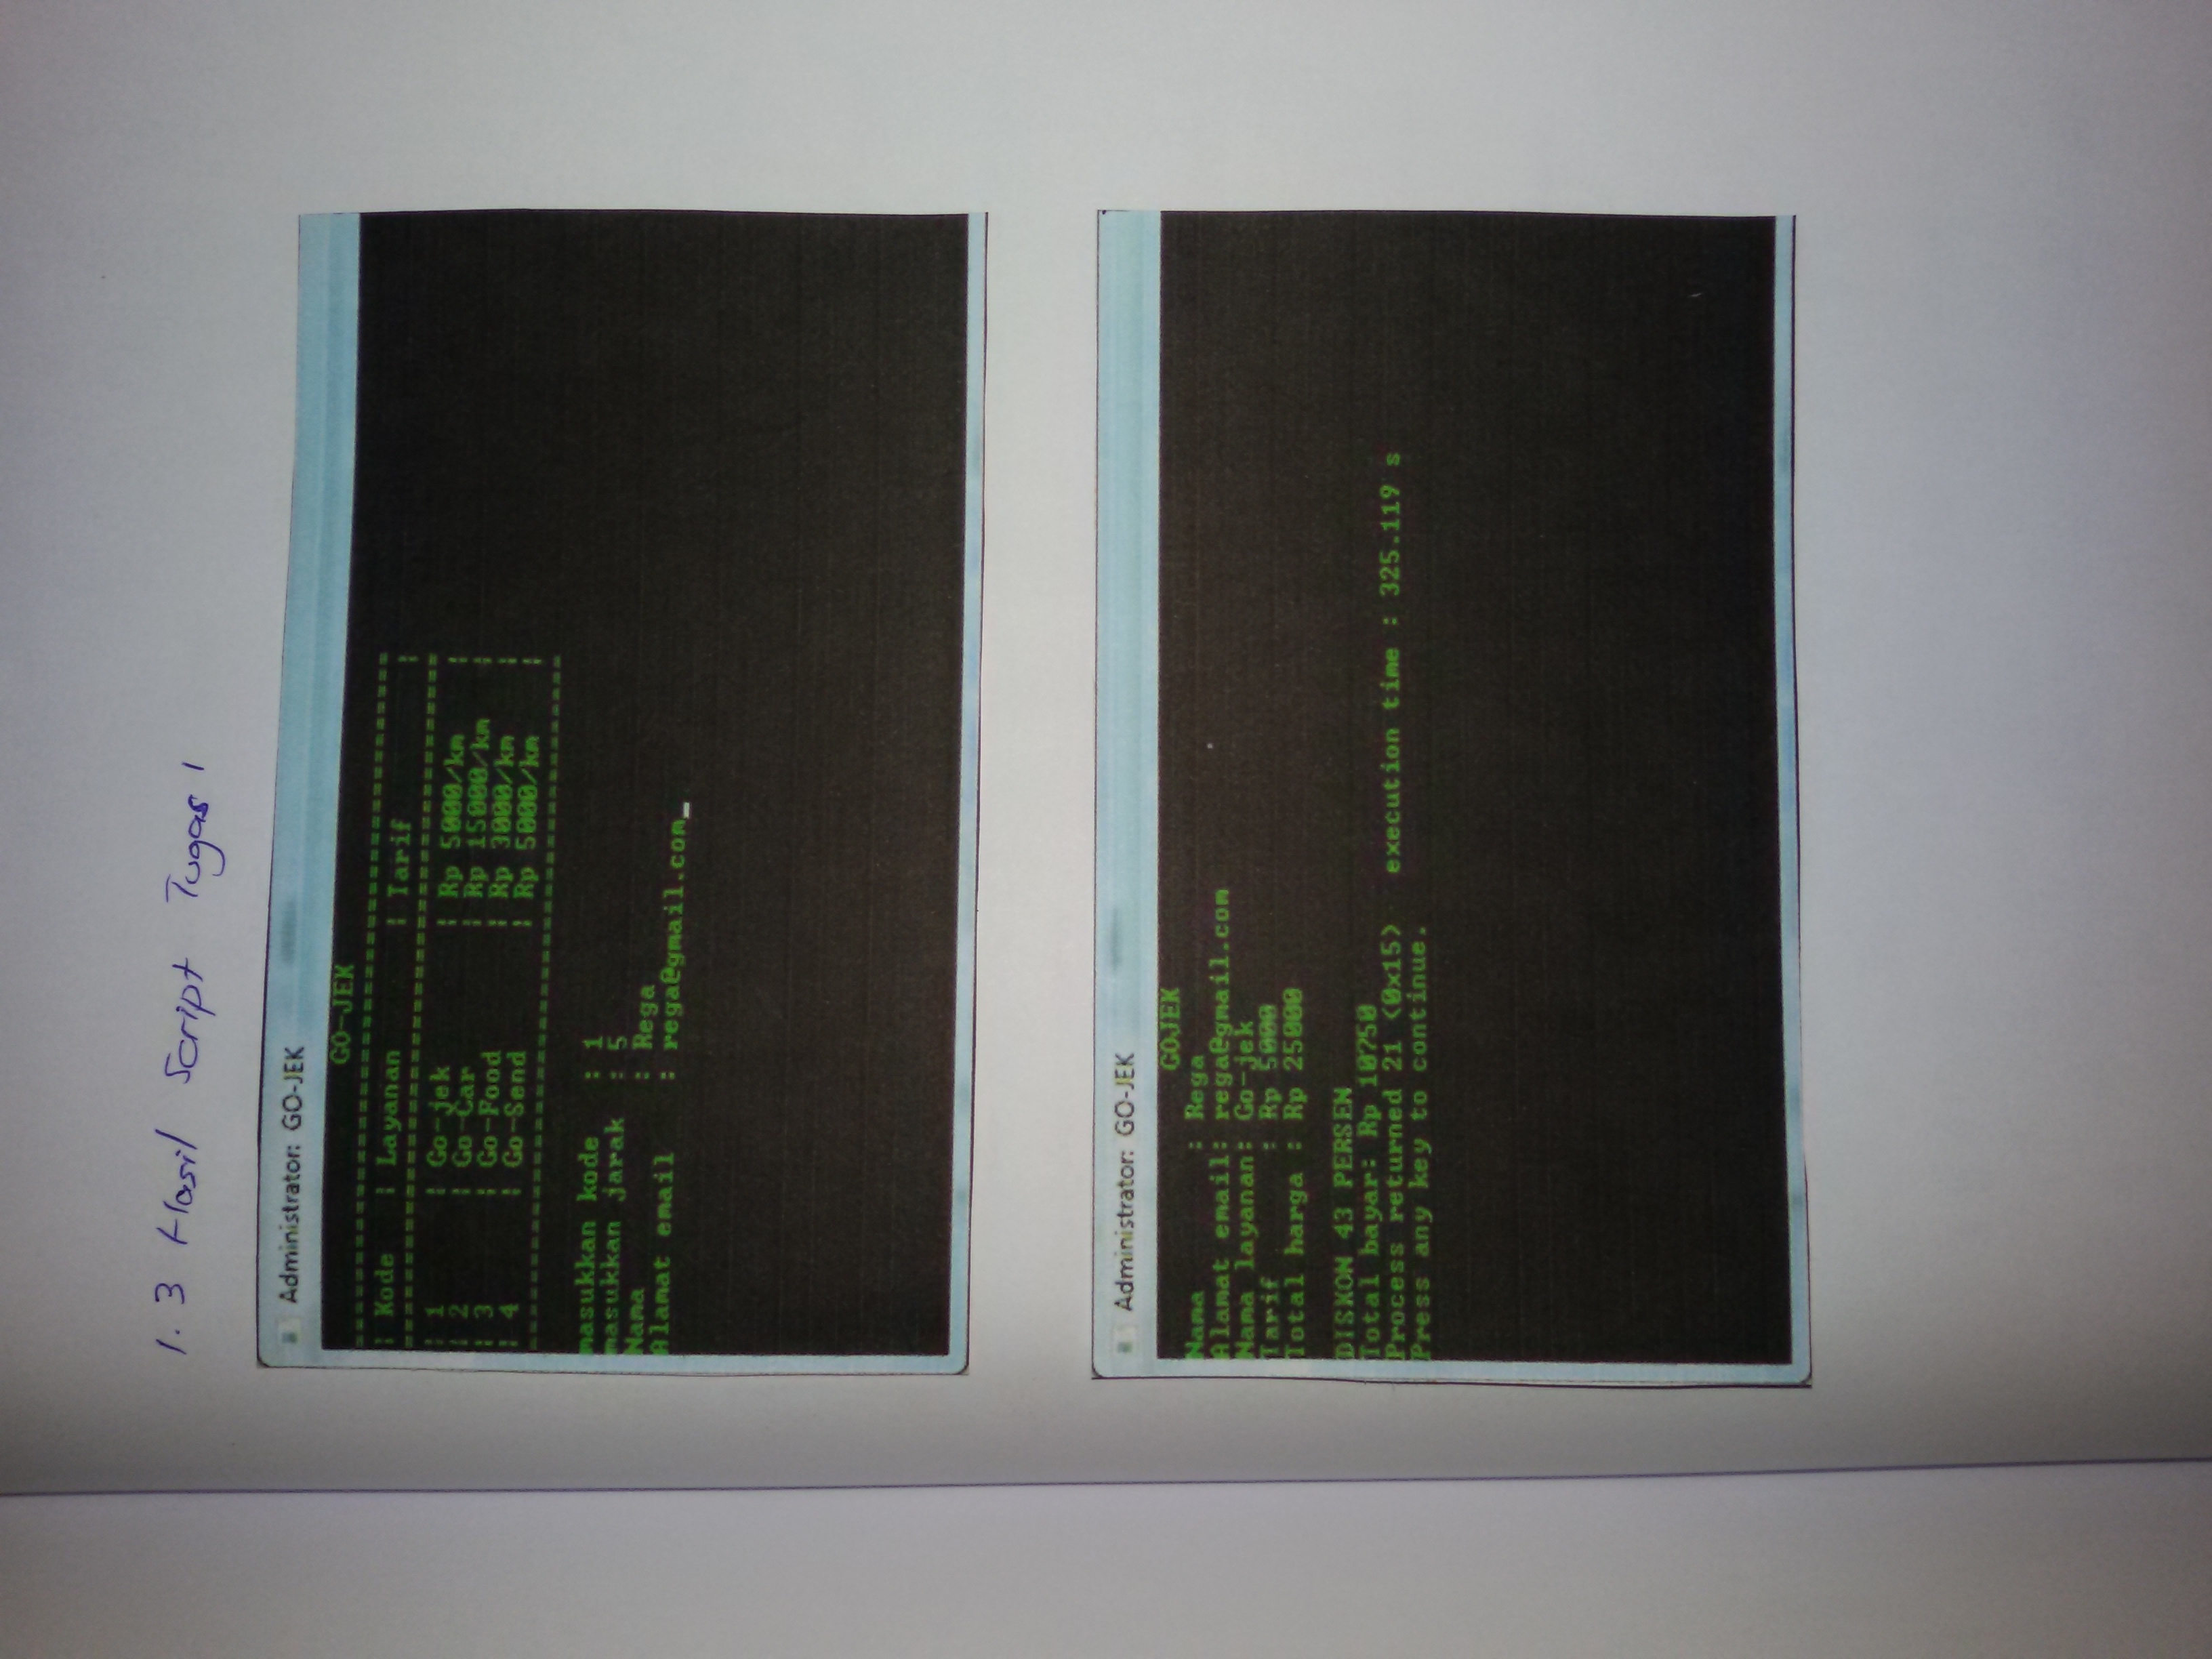 1.3 Hasil Script Tugas 1
Administrator: GO-JEK
GO-JEK
==========================================
| Kode | Layanan | Tarif |
==========================================
| 1 | Go-jek | Rp 5000/km |
| 2 | Go-Car | Rp 15000/km |
| 3 | Go-Food | Rp 3000/km |
| 4 | Go-Send | Rp 5000/km |
==========================================
masukkan kode : 1
masukkan jarak : 5
Nama : Rega
Alamat email : rega@gmail.com_
Administrator: GO-JEK
GOJEK
Nama : Rega
Alamat email: rega@gmail.com
Nama layanan: Go-jek
Tarif : Rp 5000
Total harga : Rp 25000
DISKON 43 PERSEN
Total bayar: Rp 10750
Process returned 21 (0x15) execution time : 325.119 s
Press any key to continue.